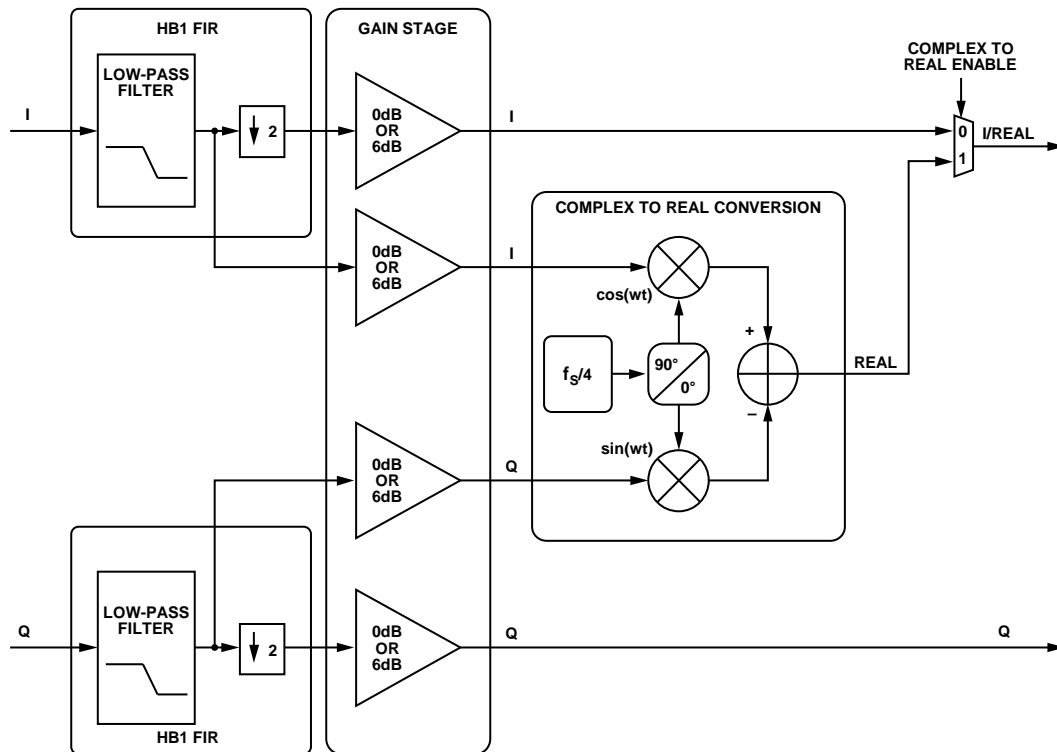 HB1 FIR
GAIN STAGE
COMPLEX TO
REAL ENABLE
LOW-PASS
FILTER
I
2
0dB
OR
6dB
I
0
1
I/REAL
COMPLEX TO REAL CONVERSION
0dB
OR
6dB
I
cos(wt)
+
fS/4
90°
0°
REAL
–
sin(wt)
0dB
OR
6dB
Q
LOW-PASS
FILTER
Q
2
0dB
OR
6dB
Q
Q
HB1 FIR